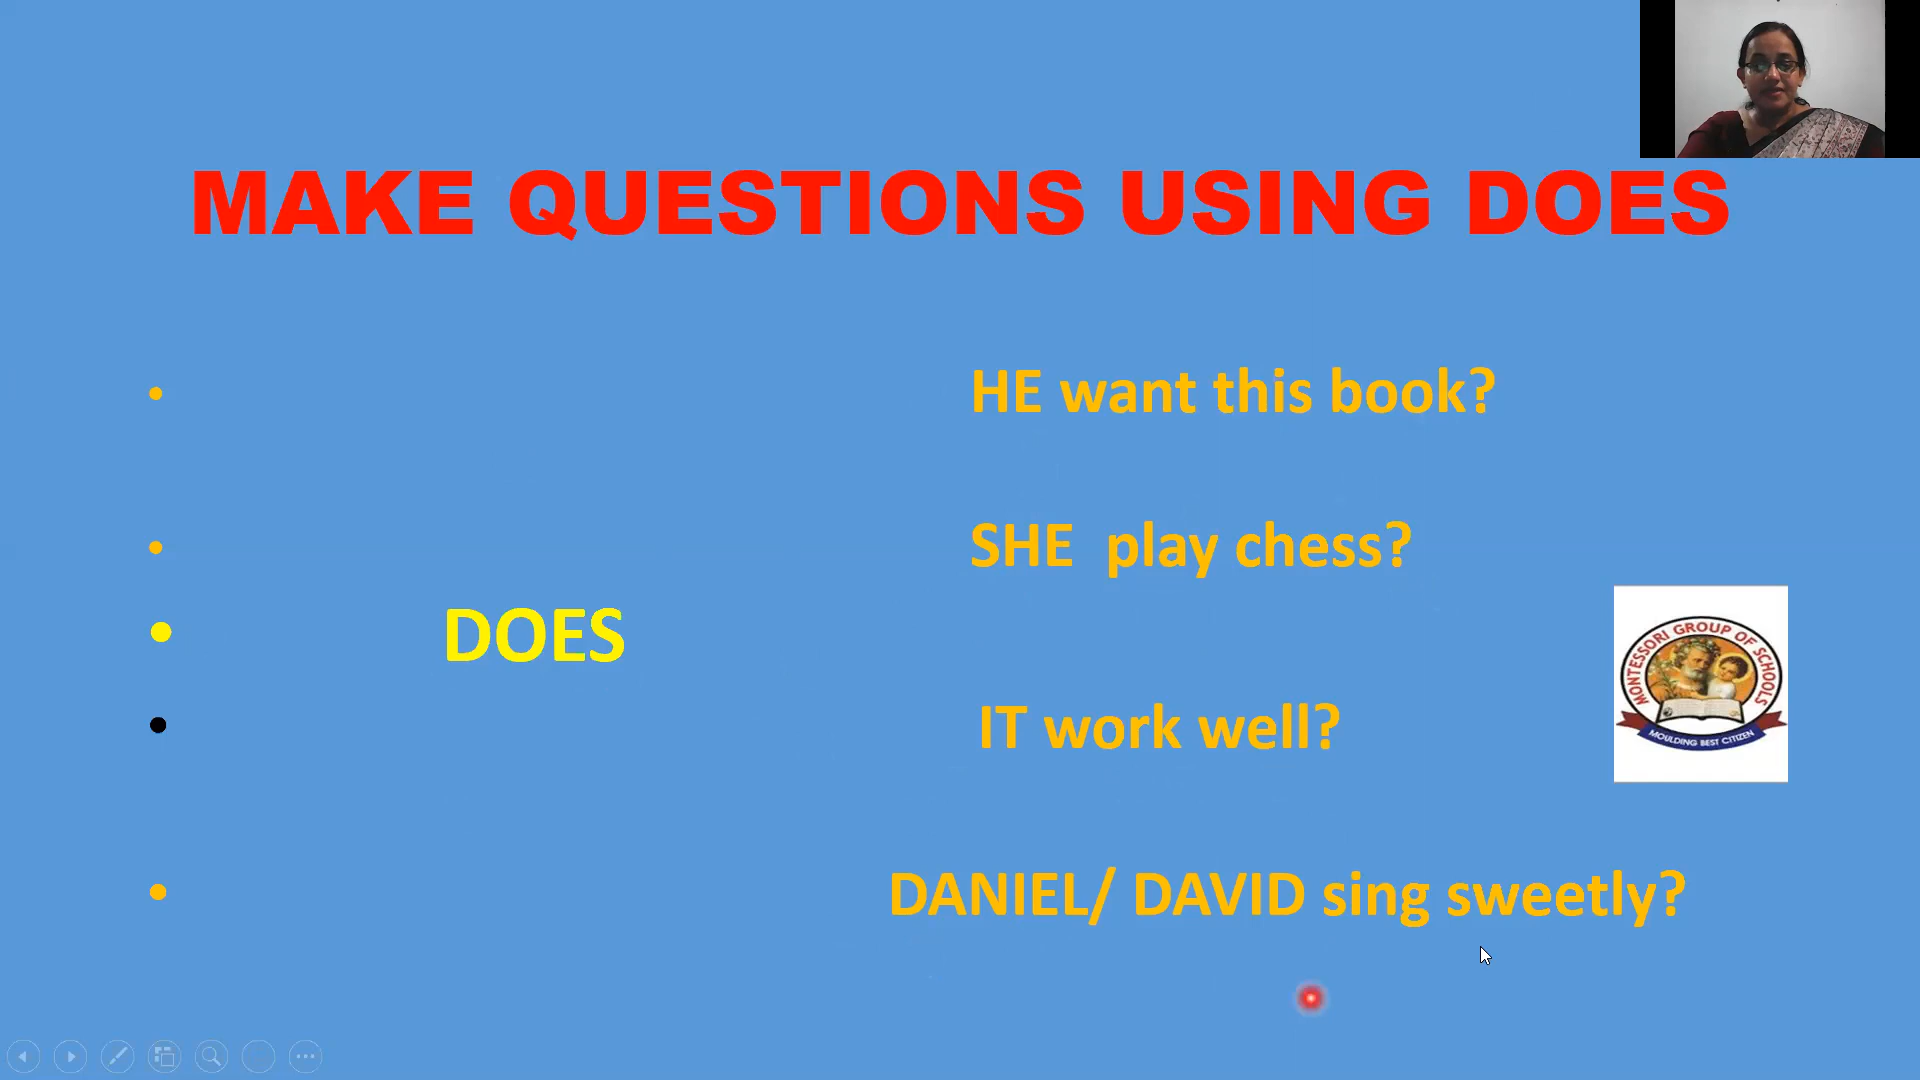 MAKE QUESTIONS USING DOES
HE want this book?
SHE play chess?
DOES
IT work well?
DANIEL/ DAVID sing sweetly?
MONTESSORI GROUP OF SCHOOLS
MOULDING BEST CITIZEN